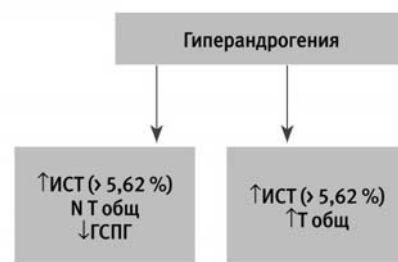 Гиперандрогения
↑ИСТ (> 5,62 %)
N Т общ
↓ГСПГ
↑ИСТ (> 5,62 %)
↑Т общ